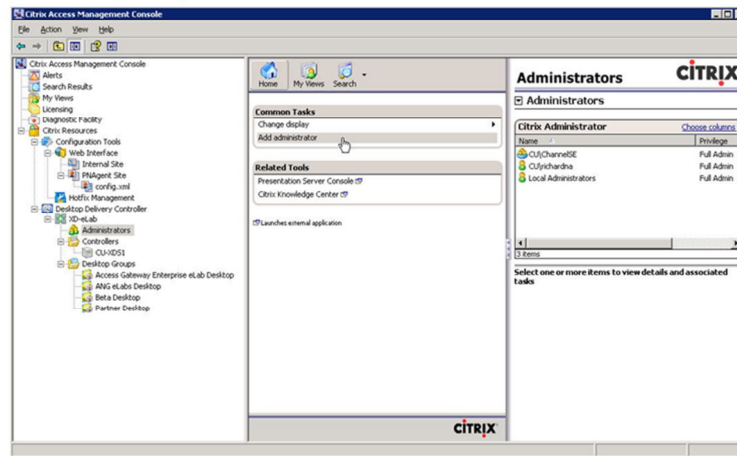 Citrix Access Management Console
File Action View Help
Citrix Access Management Console
Alerts
Search Results
My Views
Licensing
Diagnostic Facility
Citrix Resources
Configuration Tools
Web Interface
Internal Site
PNAgent Site
config.xml
Hotfix Management
Desktop Delivery Controller
XD-eLab
Administrators
Controllers
CU-XDS1
Desktop Groups
Access Gateway Enterprise eLab Desktop
ANG eLabs Desktop
Beta Desktop
Partner Desktop
Home My Views Search
Common Tasks
Change display
Add administrator
Related Tools
Presentation Server Console
Citrix Knowledge Center
Launches external application
CITRIX
Administrators CITRIX
Administrators
Citrix Administrator Choose columns
Name Privilege
CU\ChannelSE Full Admin
CU\richardna Full Admin
Local Administrators Full Admin
3 items
Select one or more items to view details and associated
tasks